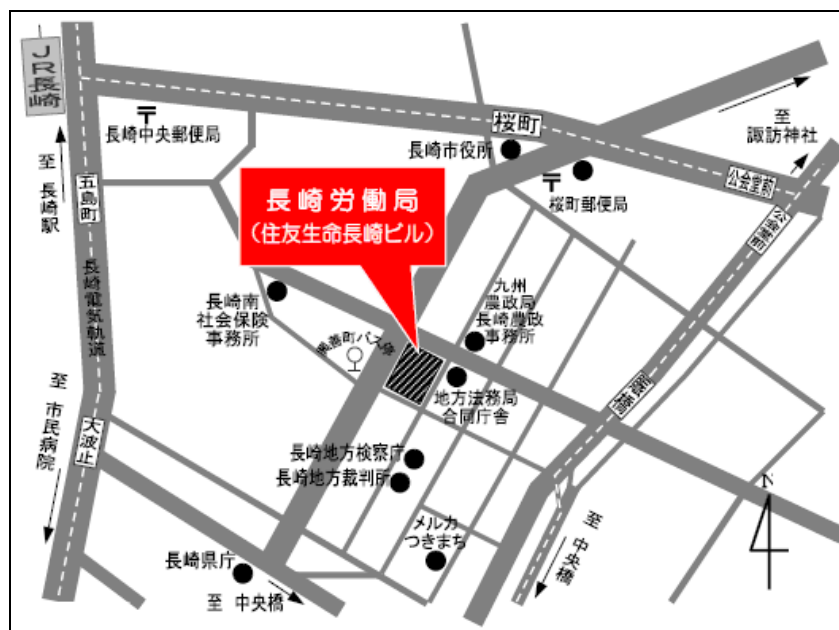 JR長崎
至 長崎駅
長崎中央郵便局
五島町
長崎電気軌道
桜町
長崎市役所
桜町郵便局
至
諏訪神社
公会堂前
公会堂前
長崎労働局
(住友生命長崎ビル)
長崎南
社会保険
事務所
興善町バス停
九州
農政局
長崎農政
事務所
地方法務局
合同庁舎
賑橋
至 市民病院
大波止
長崎地方検察庁
長崎地方裁判所
メルカ
つきまち
長崎県庁
至 中央橋
至 中央橋
N